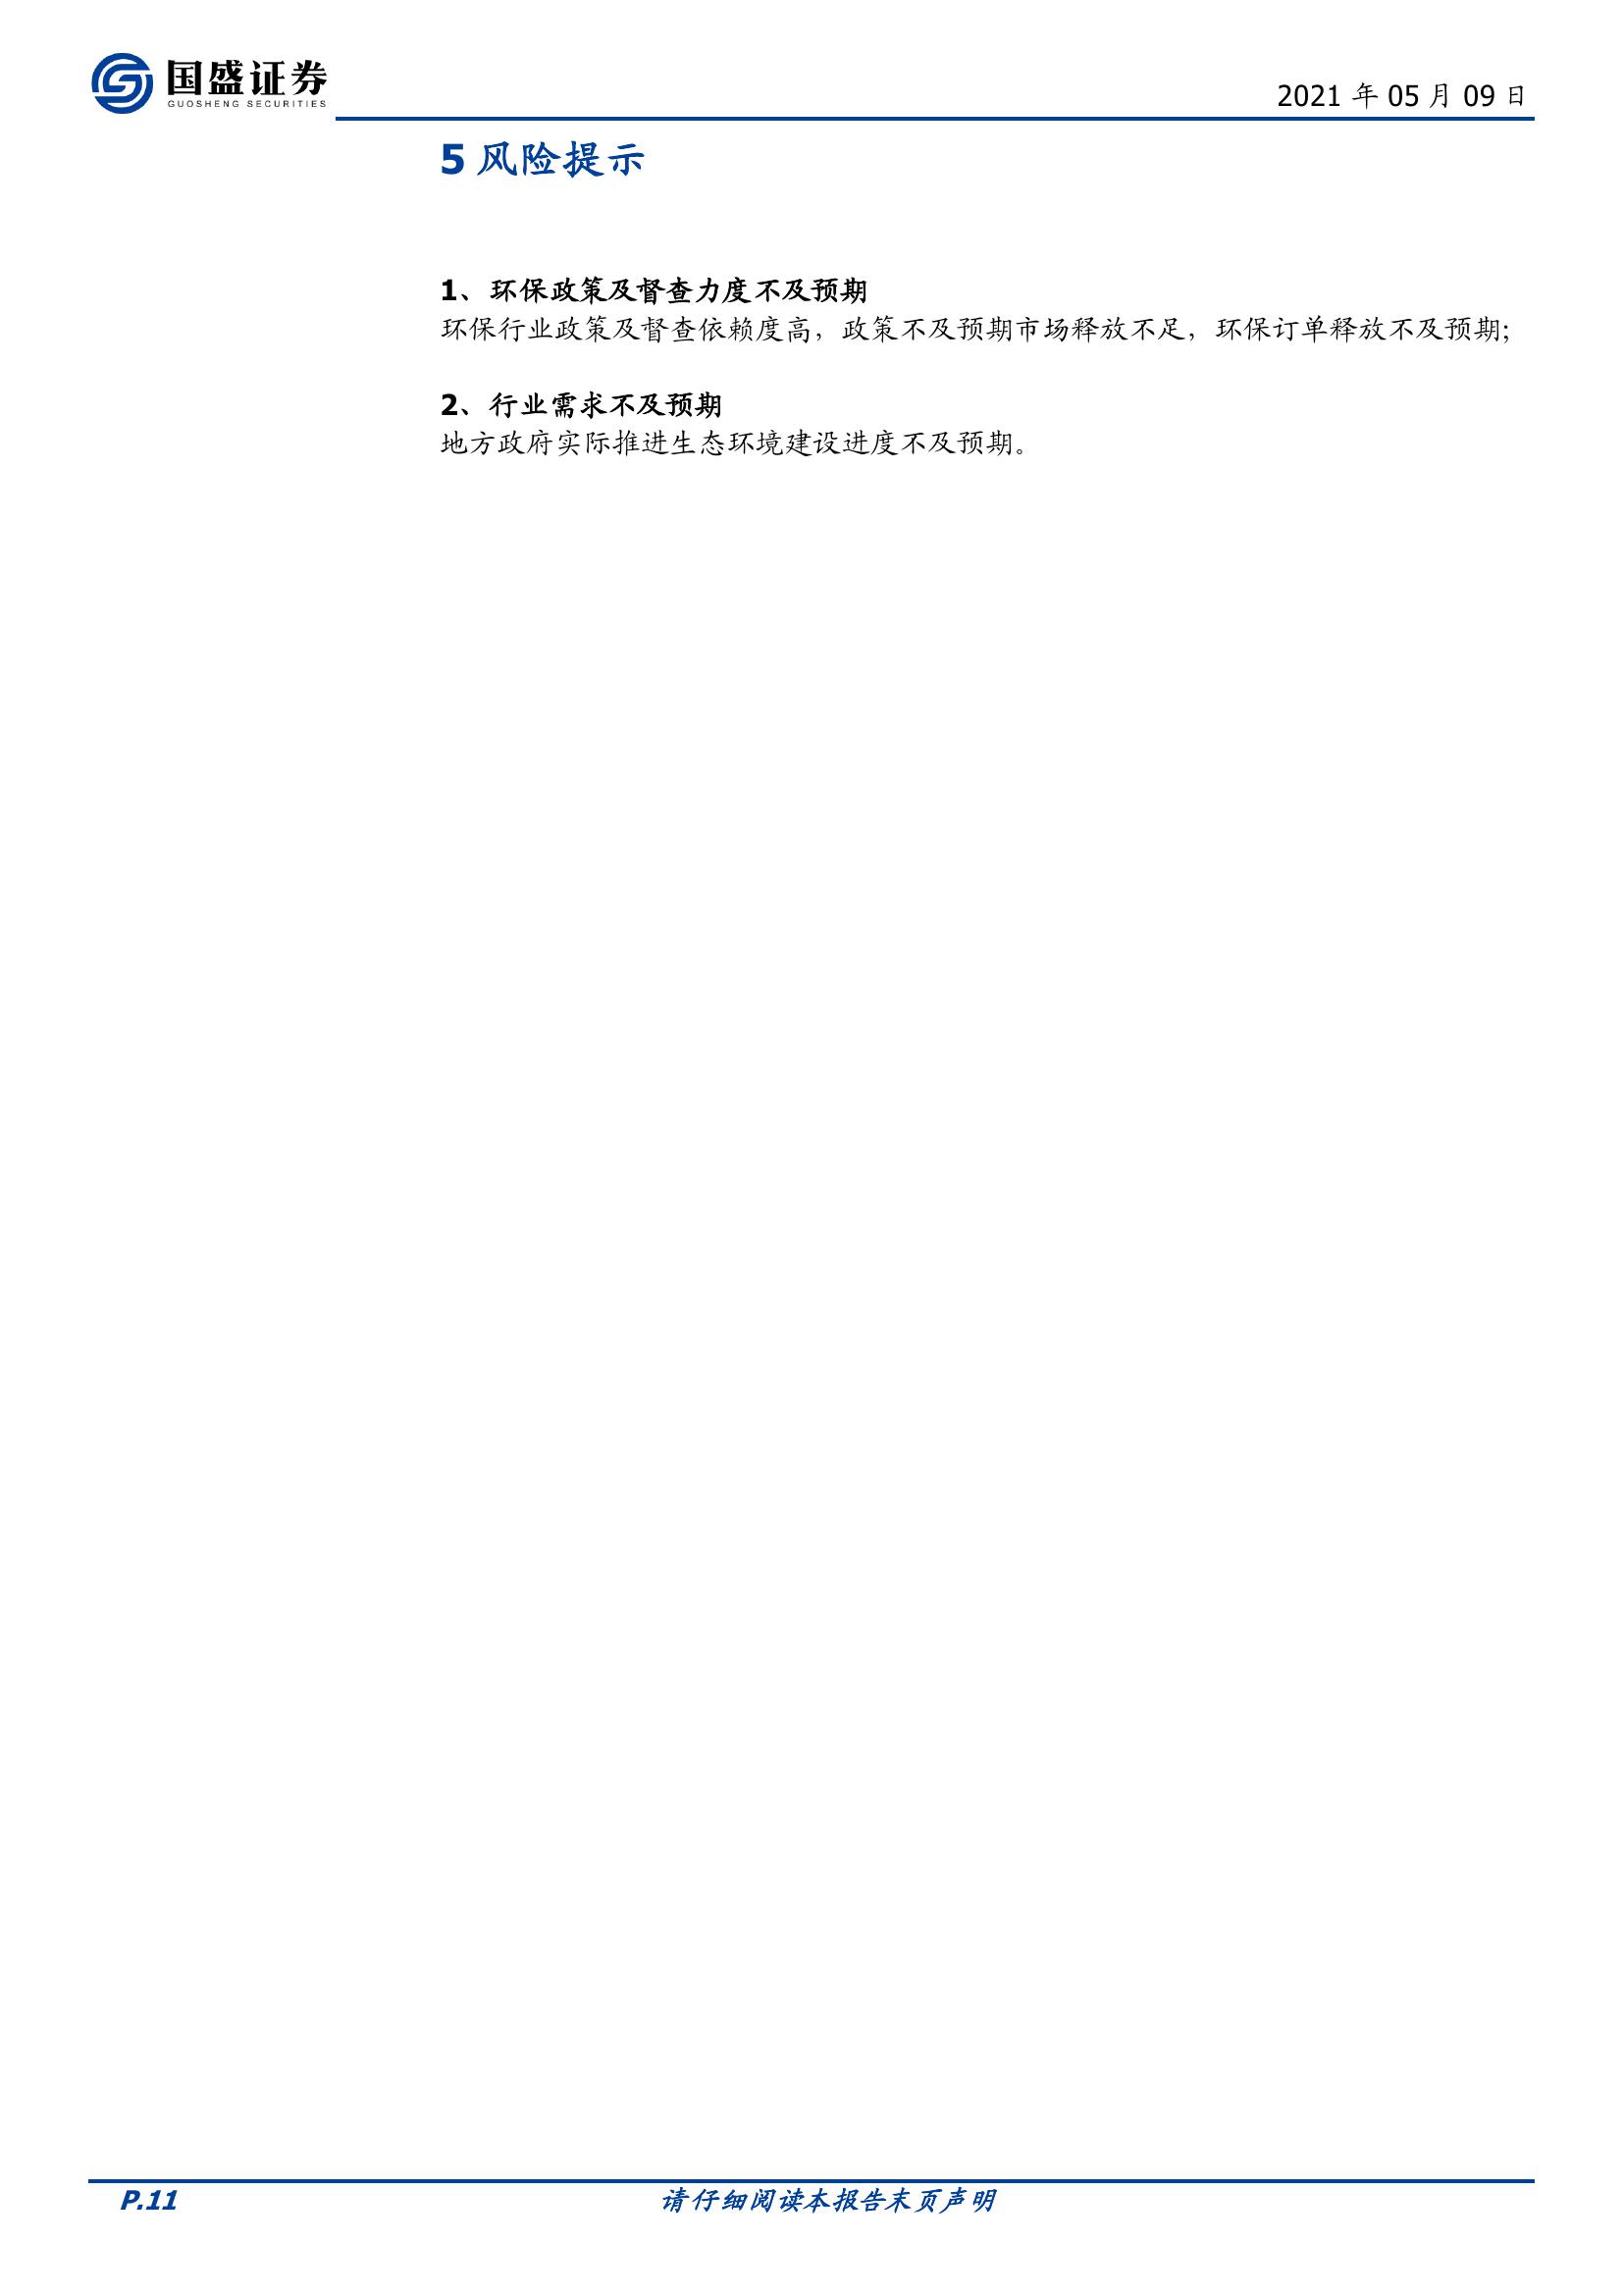 国盛证券
GUOSHENG SECURITIES
2021 年 05 月 09 日
5 风险提示
1、环保政策及督查力度不及预期
环保行业政策及督查依赖度高，政策不及预期市场释放不足，环保订单释放不及预期；
2、行业需求不及预期
地方政府实际推进生态环境建设进度不及预期。
P.11
请仔细阅读本报告末页声明